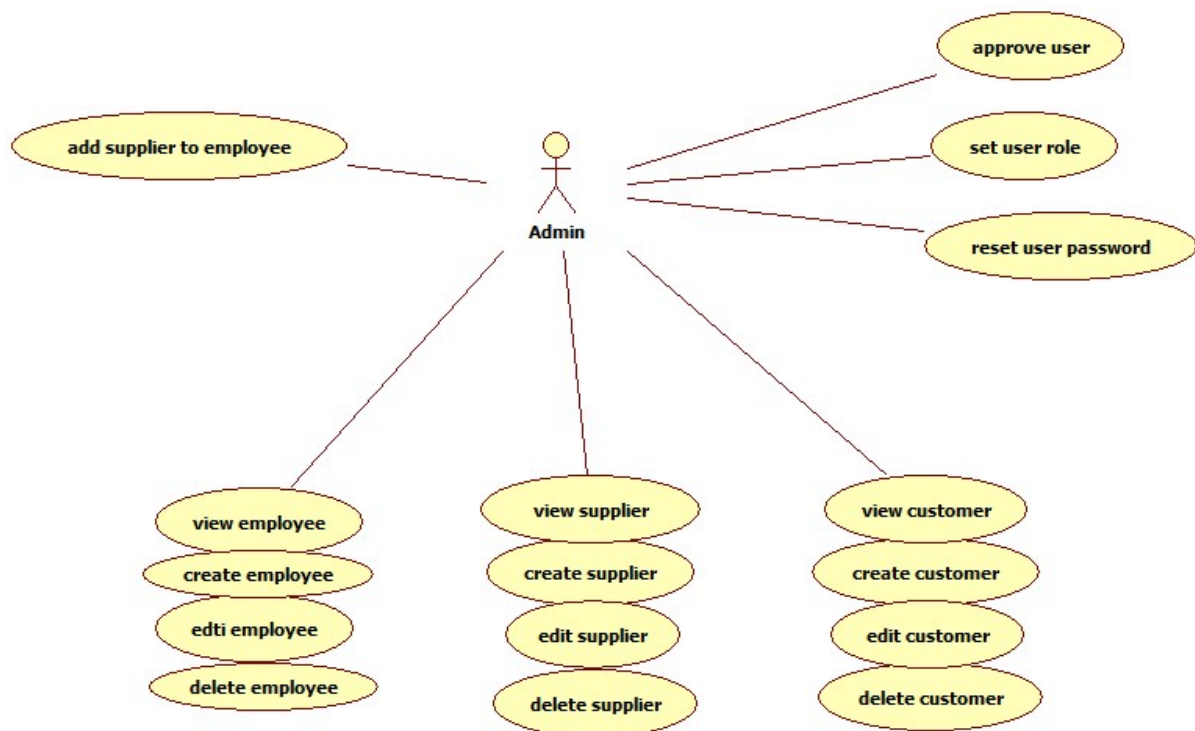 approve user
add supplier to employee
set user role
Admin
reset user password
view employee
create employee
edti employee
delete employee
view supplier
create supplier
edit supplier
delete supplier
view customer
create customer
edit customer
delete customer